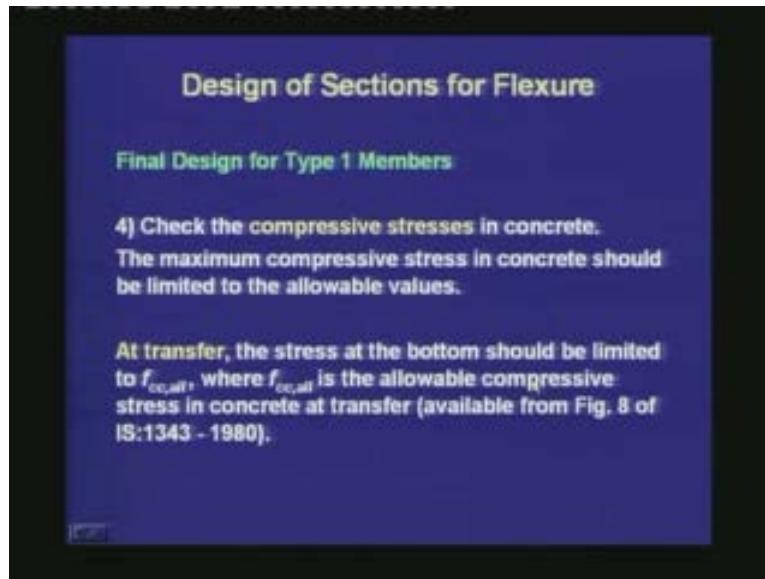 Design of Sections for Flexure
Final Design for Type 1 Members
4) Check the compressive stresses in concrete.
The maximum compressive stress in concrete should
be limited to the allowable values.
At transfer, the stress at the bottom should be limited
to fcc,all, where fcc,all is the allowable compressive
stress in concrete at transfer (available from Fig. 8 of
IS:1343 - 1980).